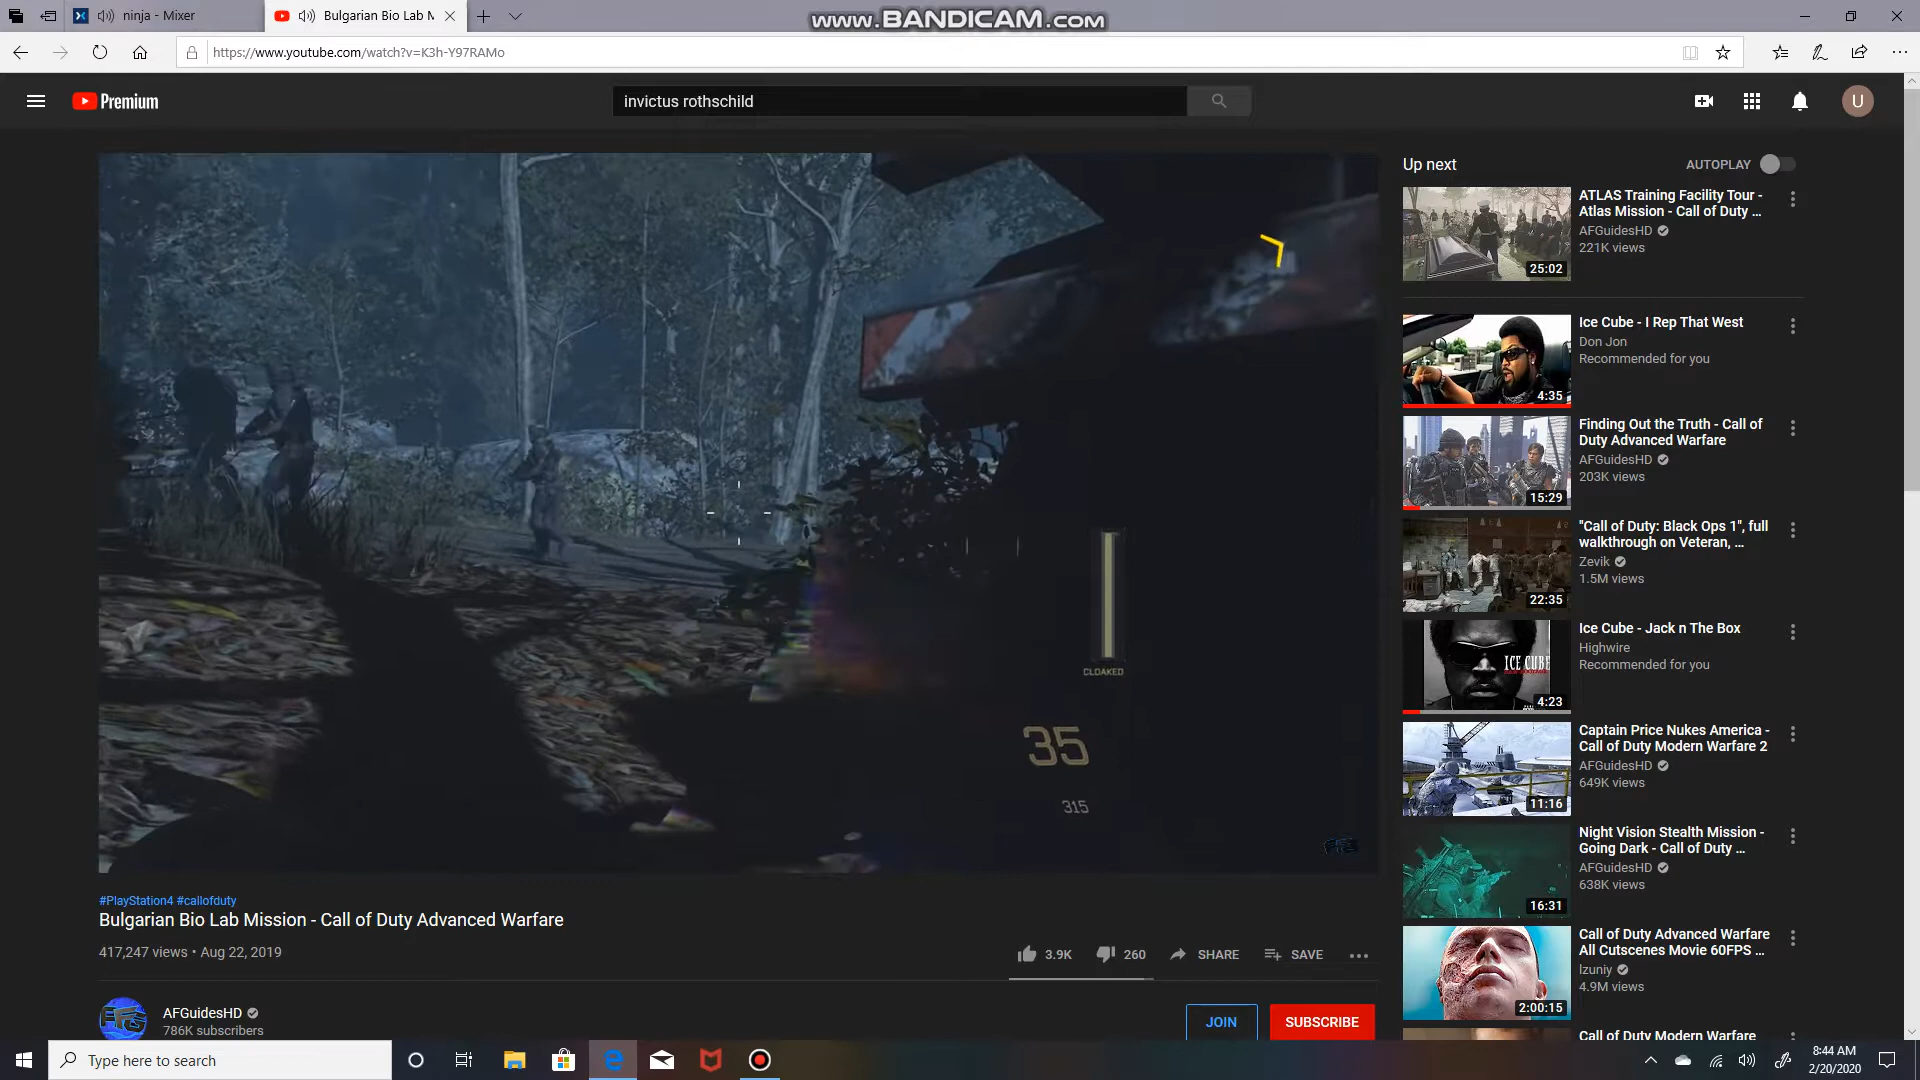 ninja - Mixer
Bulgarian Bio Lab M
www.BANDICAM.com
https://www.youtube.com/watch?v=K3h-Y97RAMo
Premium
invictus rothschild
U
CLOAKED
35
315
#PlayStation4 #callofduty
Bulgarian Bio Lab Mission - Call of Duty Advanced Warfare
417,247 views • Aug 22, 2019
3.9K
260
SHARE
SAVE
AFGuidesHD
786K subscribers
JOIN
SUBSCRIBE
Up next
AUTOPLAY
ATLAS Training Facility Tour -
Atlas Mission - Call of Duty ...
AFGuidesHD
221K views
25:02
Ice Cube - I Rep That West
Don Jon
Recommended for you
4:35
Finding Out the Truth - Call of
Duty Advanced Warfare
AFGuidesHD
203K views
15:29
"Call of Duty: Black Ops 1", full
walkthrough on Veteran, ...
Zevik
1.5M views
22:35
Ice Cube - Jack n The Box
Highwire
Recommended for you
ICE CUBE
4:23
Captain Price Nukes America -
Call of Duty Modern Warfare 2
AFGuidesHD
649K views
11:16
Night Vision Stealth Mission -
Going Dark - Call of Duty ...
AFGuidesHD
638K views
16:31
Call of Duty Advanced Warfare
All Cutscenes Movie 60FPS ...
Izuniy
4.9M views
2:00:15
Call of Duty Modern Warfare
Type here to search
8:44 AM
2/20/2020